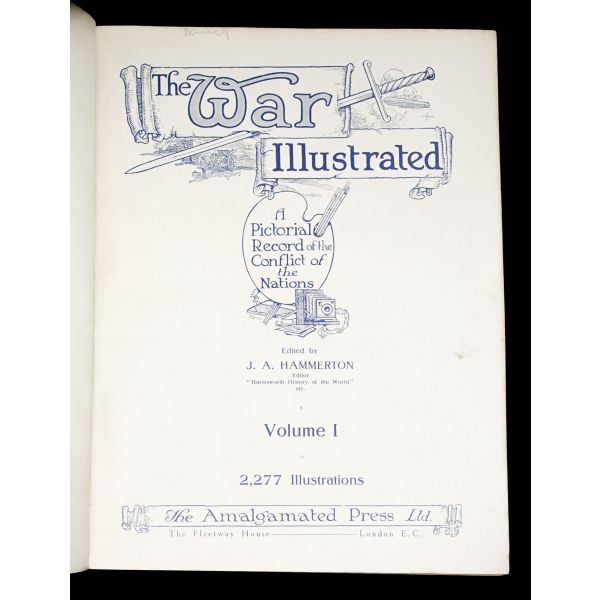 The War
Illustrated
A
Pictorial
Record of the
Conflict of
the
Nations
Edited by
J. A. HAMMERTON
Editor
"Harmsworth History of the World"
etc.
Volume I
2,277 Illustrations
The Amalgamated Press Ltd.
The Fleetway House London E.C.